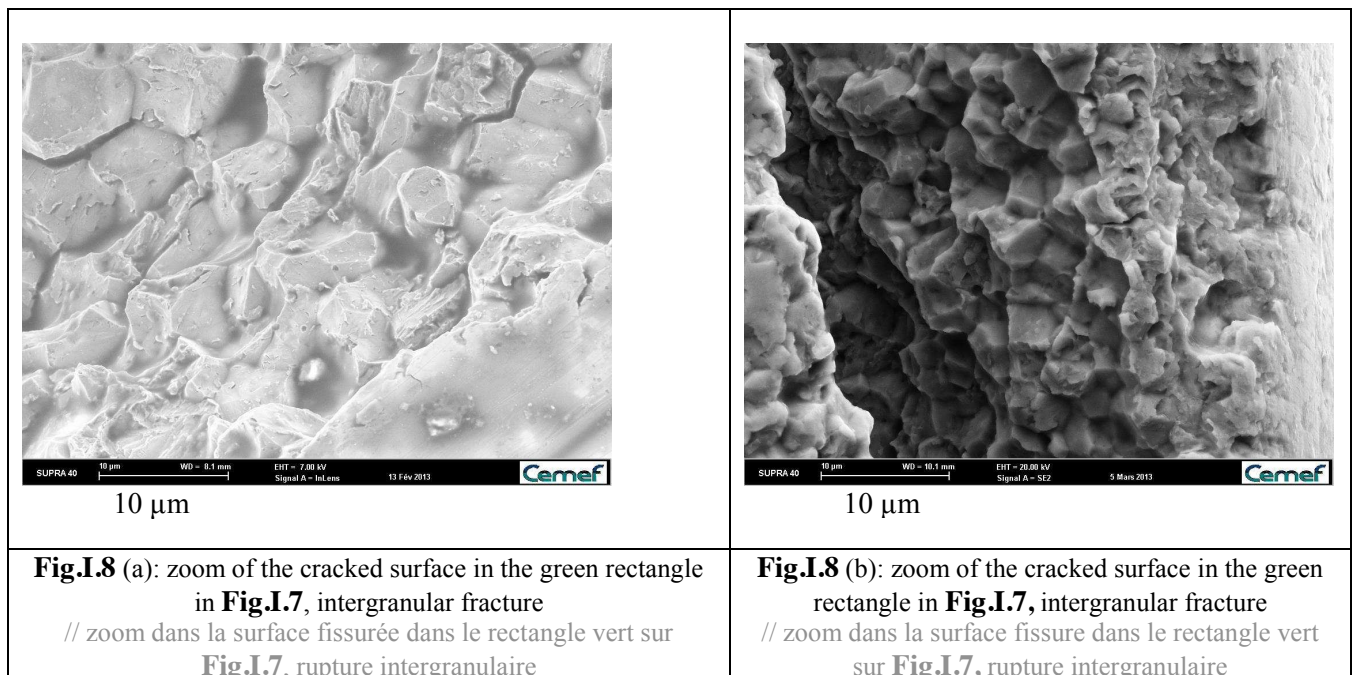 SUPRA 40
10 µm
WD = 8.1 mm
EHT = 7.00 kV
Signal A = InLens
13 Fév 2013
Cemef
10 µm
Fig.I.8 (a): zoom of the cracked surface in the green rectangle
in Fig.I.7, intergranular fracture
// zoom dans la surface fissurée dans le rectangle vert sur
Fig.I.7, rupture intergranulaire
SUPRA 40
10 µm
WD = 10.1 mm
EHT = 20.00 kV
Signal A = SE2
5 Mars 2013
Cemef
10 µm
Fig.I.8 (b): zoom of the cracked surface in the green
rectangle in Fig.I.7, intergranular fracture
// zoom dans la surface fissure dans le rectangle vert
sur Fig.I.7, rupture intergranulaire